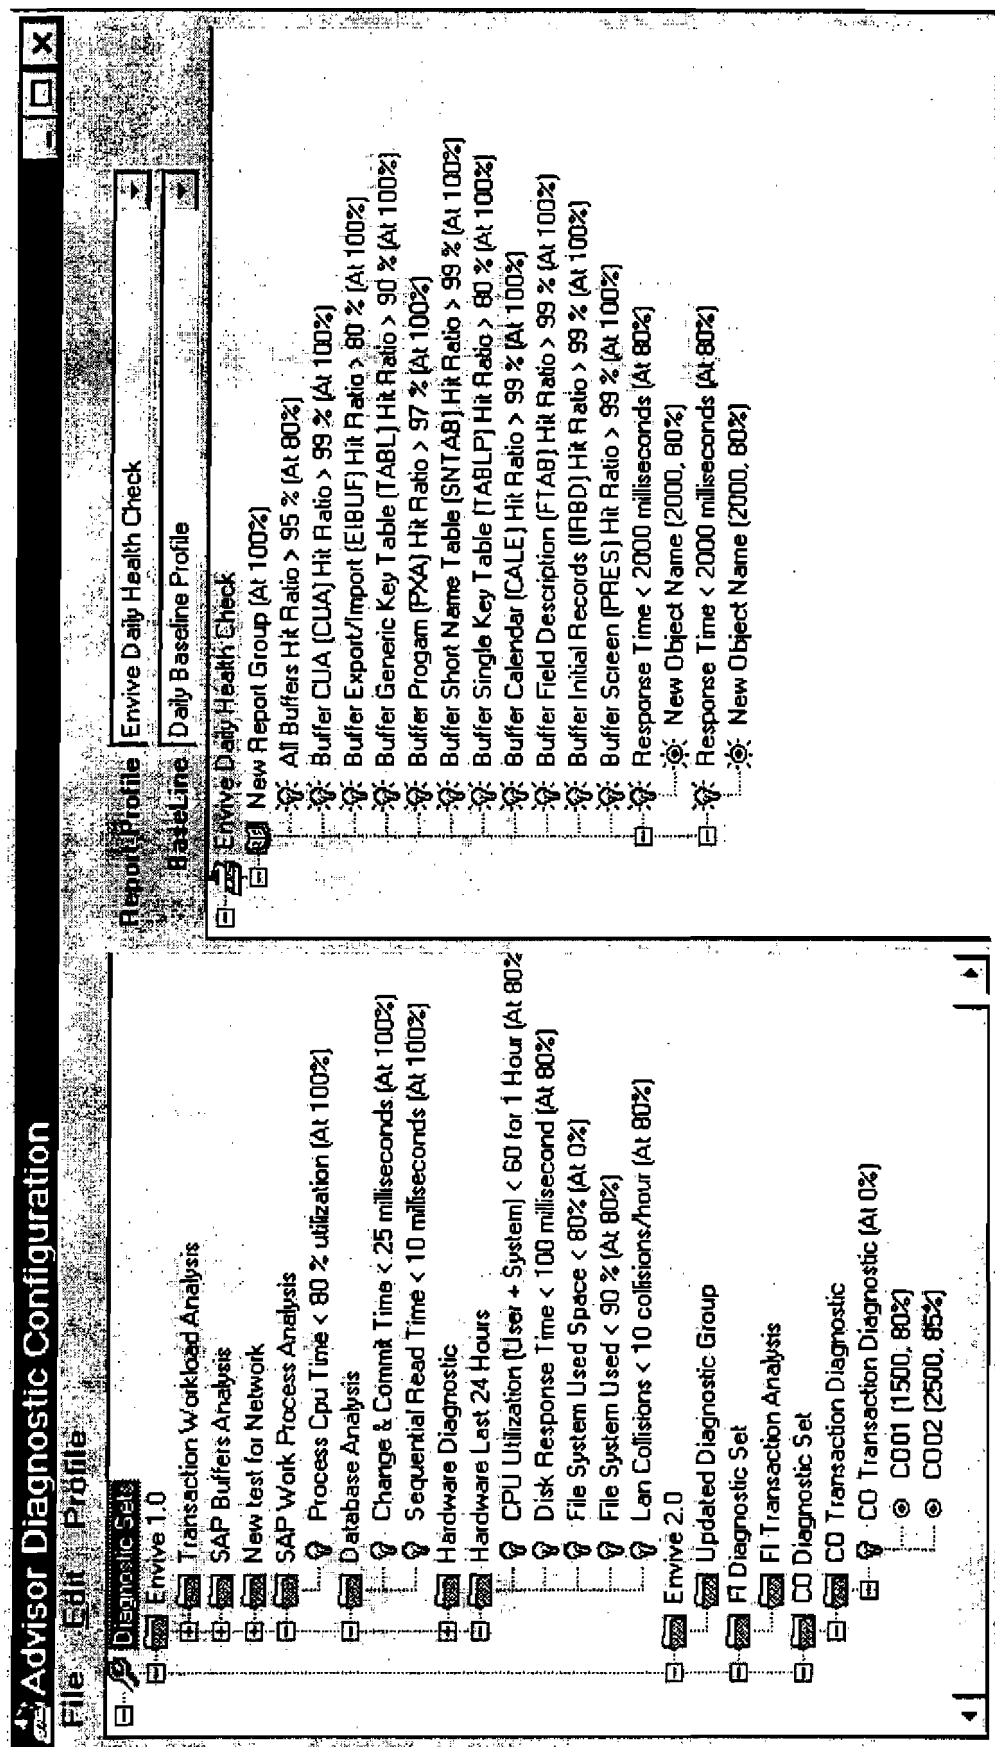 Advisor Diagnostic Configuration
File Edit Profile
Diagnostic Sets
Envive 1.0
Transaction Workload Analysis
SAP Buffers Analysis
New test for Network
SAP Work Process Analysis
Process Cpu Time < 80 % utilization (At 100%)
Database Analysis
Change & Commit Time < 25 milliseconds (At 100%)
Sequential Read Time < 10 milliseconds (At 100%)
Hardware Diagnostic
Hardware Last 24 Hours
CPU Utilization (User + System) < 60 for 1 Hour (At 80%
Disk Response Time < 100 millisecond (At 80%)
File System Used Space < 80% (At 0%)
File System Used < 90 % (At 80%)
Lan Collisions < 10 collisions/hour (At 80%)
Envive 2.0
Updated Diagnostic Group
FI Diagnostic Set
FI Transaction Analysis
CO Diagnostic Set
CO Transaction Diagnostic
CO Transaction Diagnostic (At 0%)
CO01 (1500, 80%)
CO02 (2500, 85%)
Report Profile Envive Daily Health Check
BaseLine Daily Baseline Profile
Envive Daily Health Check
New Report Group (At 100%)
All Buffers Hit Ratio > 95 % (At 80%)
Buffer CUA (CUA) Hit Ratio > 99 % (At 100%)
Buffer Export/Import (EIBUF) Hit Ratio > 80 % (At 100%)
Buffer Generic Key Table (TABL) Hit Ratio > 90 % (At 100%)
Buffer Progam (PXA) Hit Ratio > 97 % (At 100%)
Buffer Short Name Table (SNTAB) Hit Ratio > 99 % (At 100%)
Buffer Single Key Table (TABLP) Hit Ratio > 80 % (At 100%)
Buffer Calendar (CALE) Hit Ratio > 99 % (At 100%)
Buffer Field Description (FTAB) Hit Ratio > 99 % (At 100%)
Buffer Initial Records (IRBD) Hit Ratio > 99 % (At 100%)
Buffer Screen (PRES) Hit Ratio > 99 % (At 100%)
Response Time < 2000 milliseconds (At 80%)
New Object Name (2000, 80%)
Response Time < 2000 milliseconds (At 80%)
New Object Name (2000, 80%)